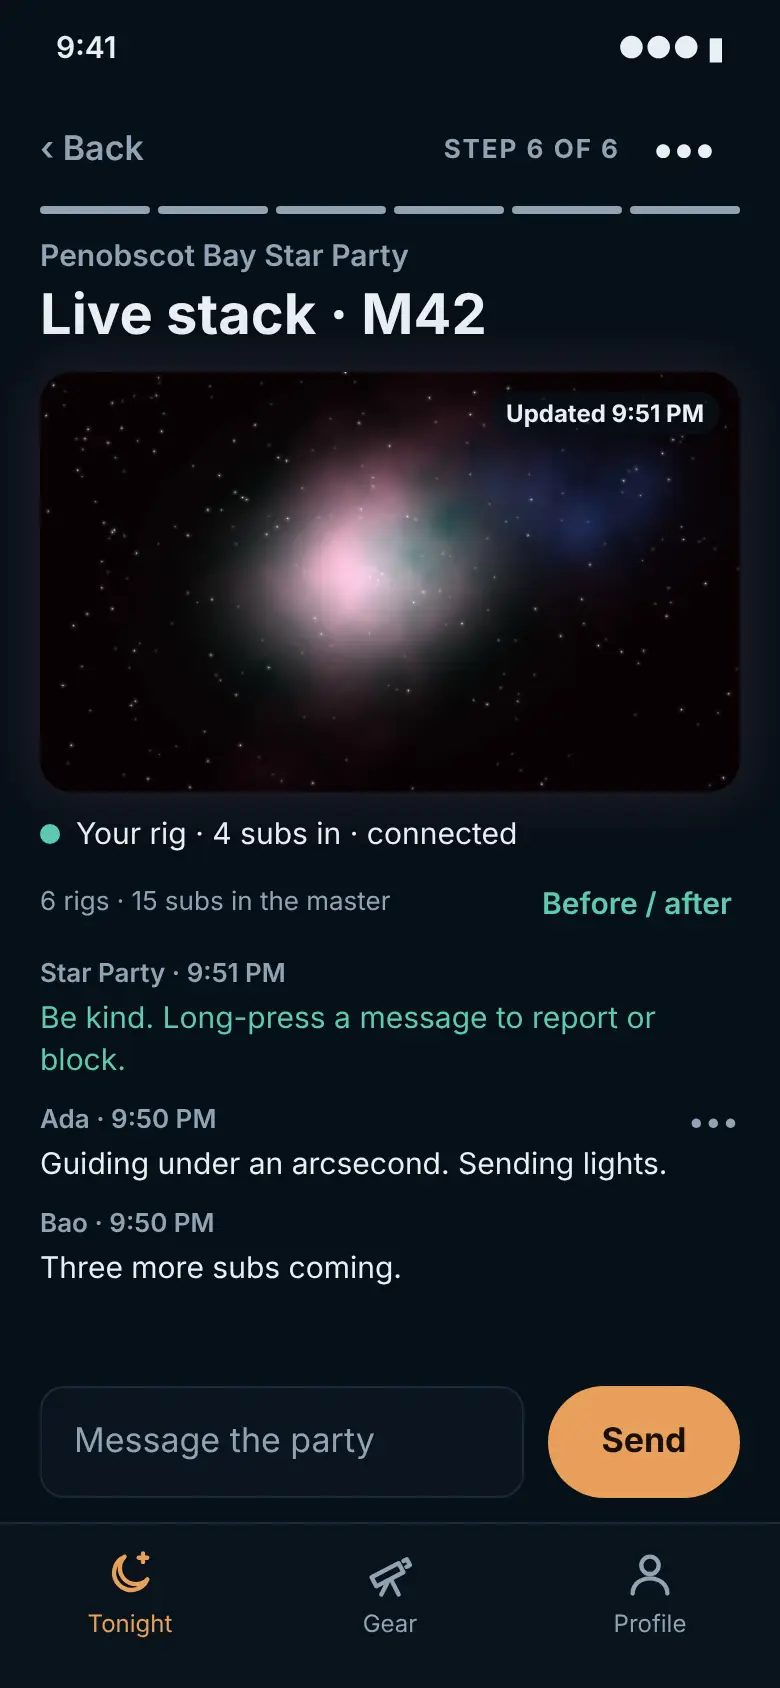 9:41
‹ Back
STEP 6 OF 6
Penobscot Bay Star Party
Live stack · M42
Updated 9:51 PM
Your rig · 4 subs in · connected
6 rigs · 15 subs in the master
Before / after
Star Party · 9:51 PM
Be kind. Long-press a message to report or
block.
Ada · 9:50 PM
Guiding under an arcsecond. Sending lights.
Bao · 9:50 PM
Three more subs coming.
Message the party
Send
Tonight
Gear
Profile